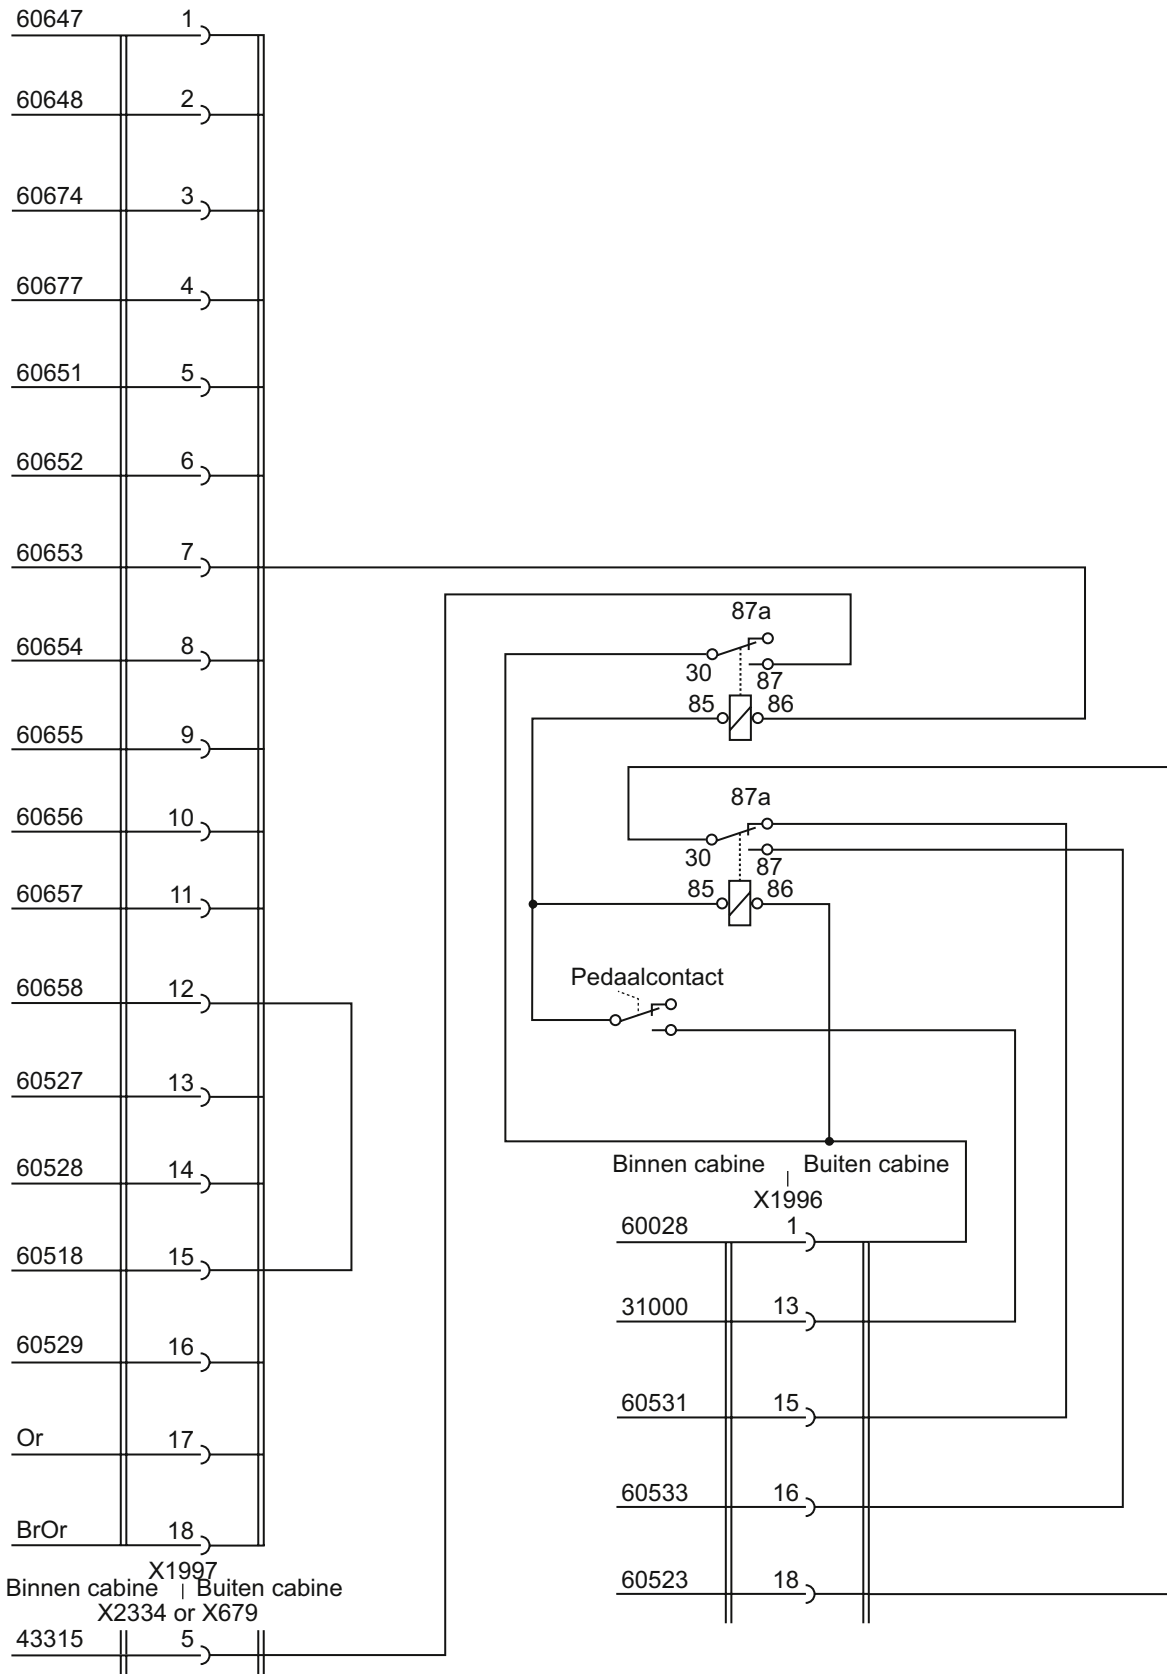 60647 1
60648 2
60674 3
60677 4
60651 5
60652 6
60653 7
60654 8
60655 9
60656 10
60657 11
60658 12
60527 13
60528 14
60518 15
60529 16
Or 17
BrOr 18
X1997
Binnen cabine Buiten cabine
X2334 or X679
43315 5
87a
30
87
85 86
87a
30
87
85 86
Pedaalcontact
Binnen cabine Buiten cabine
X1996
60028 1
31000 13
60531 15
60533 16
60523 18